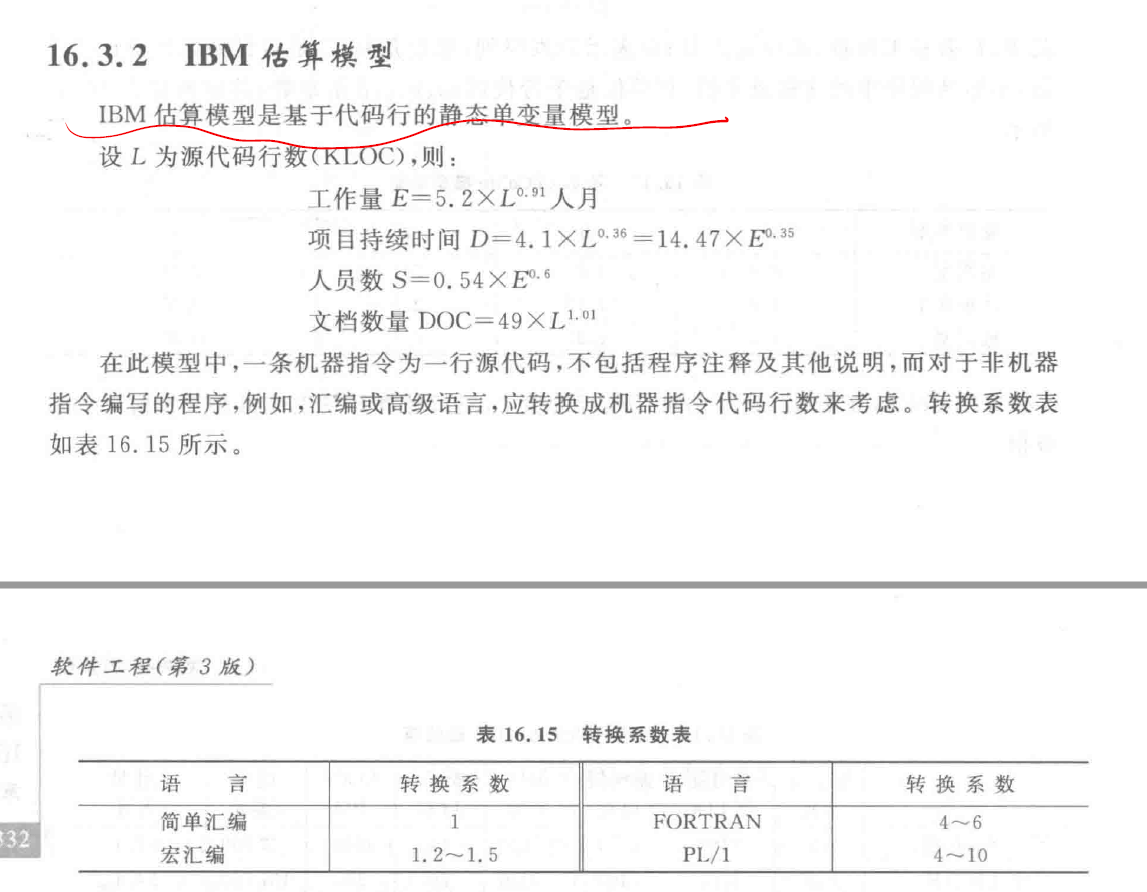 16.3.2 IBM 估算模型
IBM 估算模型是基于代码行的静态单变量模型。
设 L 为源代码行数(KLOC),则:
工作量 E=5.2×L^0.91 人月
项目持续时间 D=4.1×L^0.36=14.47×E^0.35
人员数 S=0.54×E^0.6
文档数量 DOC=49×L^1.01
在此模型中,一条机器指令为一行源代码,不包括程序注释及其他说明,而对于非机器
指令编写的程序,例如,汇编或高级语言,应转换成机器指令代码行数来考虑。转换系数表
如表 16.15 所示。
软件工程(第 3 版)
表 16.15 转换系数表
语 言 转换系数 语 言 转换系数
简单汇编 1 FORTRAN 4~6
332
宏汇编 1.2~1.5 PL/1 4~10